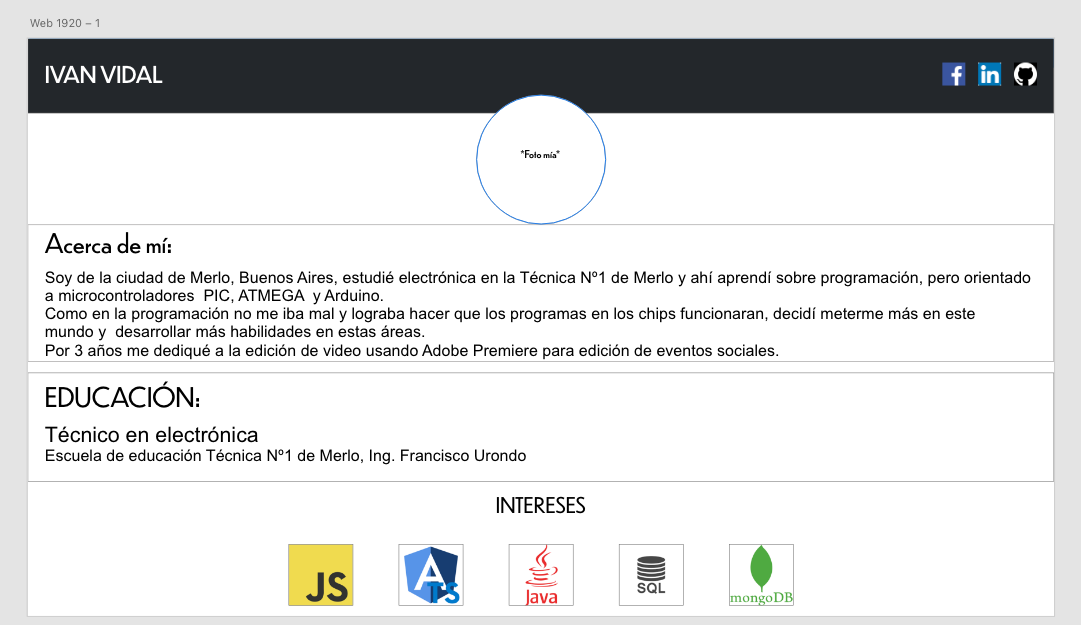 Web 1920 – 1
IVAN VIDAL
f in
*Foto mía*
Acerca de mí:
Soy de la ciudad de Merlo, Buenos Aires, estudié electrónica en la Técnica Nº1 de Merlo y ahí aprendí sobre programación, pero orientado
a microcontroladores PIC, ATMEGA y Arduino.
Como en la programación no me iba mal y lograba hacer que los programas en los chips funcionaran, decidí meterme más en este
mundo y desarrollar más habilidades en estas áreas.
Por 3 años me dediqué a la edición de video usando Adobe Premiere para edición de eventos sociales.
EDUCACIÓN:
Técnico en electrónica
Escuela de educación Técnica Nº1 de Merlo, Ing. Francisco Urondo
INTERESES
JS
A TS
Java
SQL
mongoDB